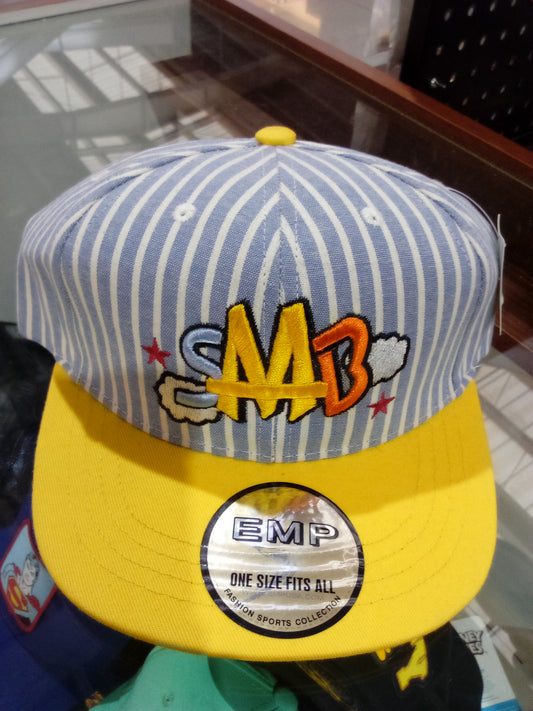 SMB
EMP
ONE SIZE FITS ALL
FASHION SPORTS COLLECTION